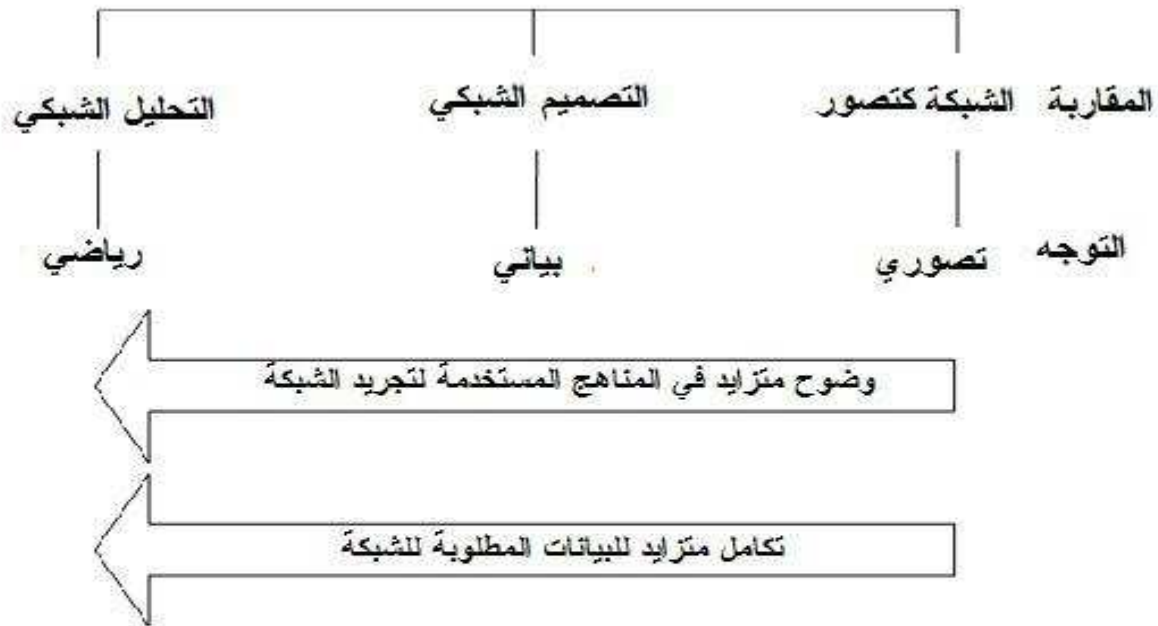 المقاربة الشبكة كتصور التصميم الشبكي التحليل الشبكي
التوجه تصوري بياني رياضي
وضوح متزايد في المناهج المستخدمة لتجريد الشبكة
تكامل متزايد للبيانات المطلوبة للشبكة